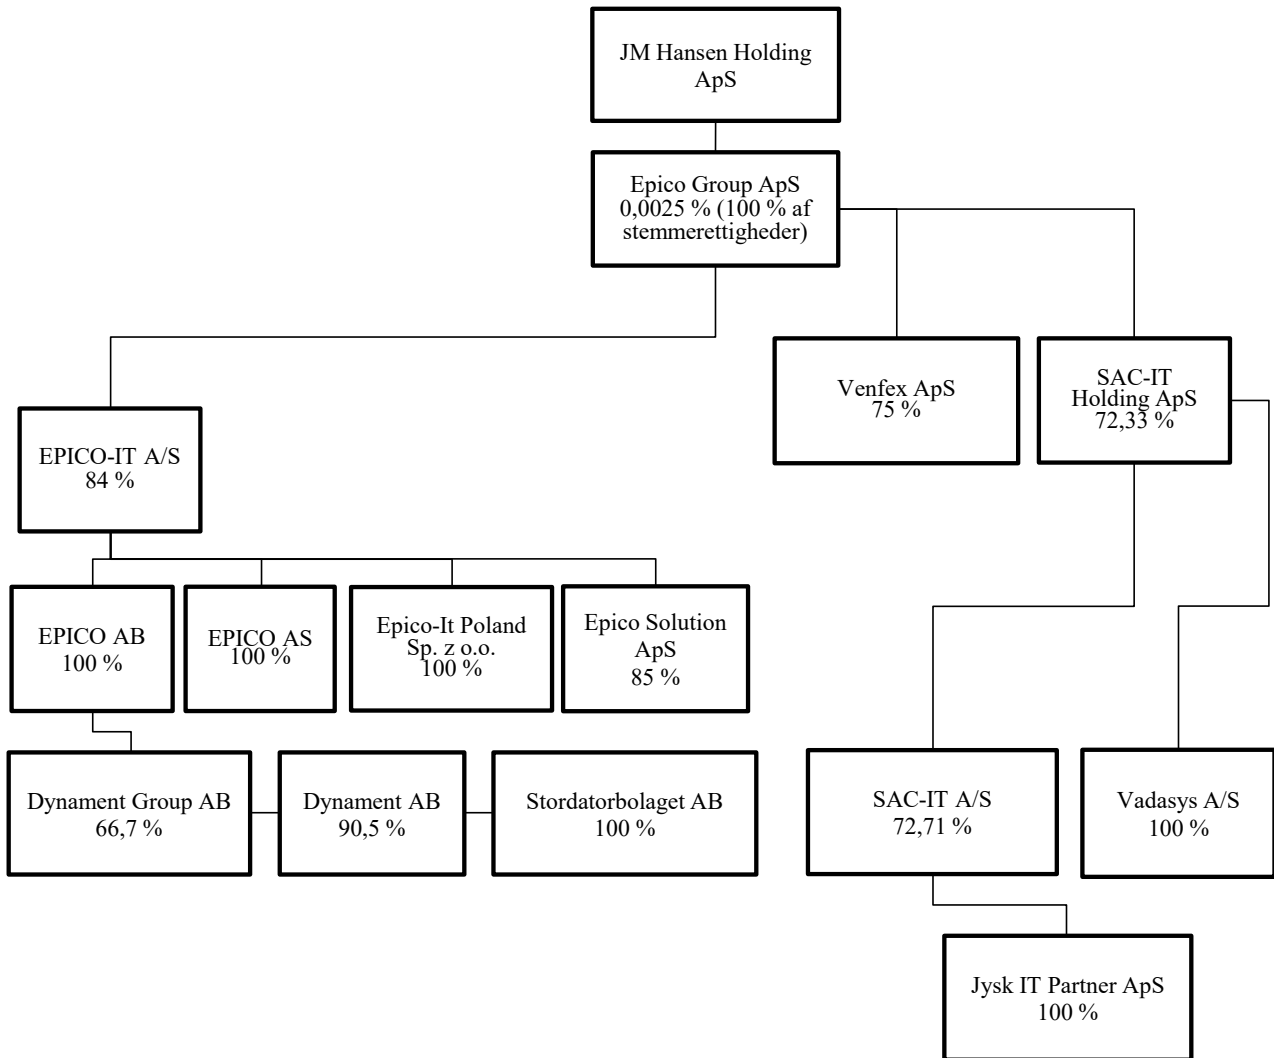 JM Hansen Holding
ApS
Epico Group ApS
0,0025 % (100 % af
stemmerettigheder)
Venfex ApS
75 %
SAC-IT
Holding ApS
72,33 %
EPICO-IT A/S
84 %
EPICO AB
100 %
EPICO AS
100 %
Epico-It Poland
Sp. z o.o.
100 %
Epico Solution
ApS
85 %
Dynament Group AB
66,7 %
Dynament AB
90,5 %
Stordatorbolaget AB
100 %
SAC-IT A/S
72,71 %
Vadasys A/S
100 %
Jysk IT Partner ApS
100 %